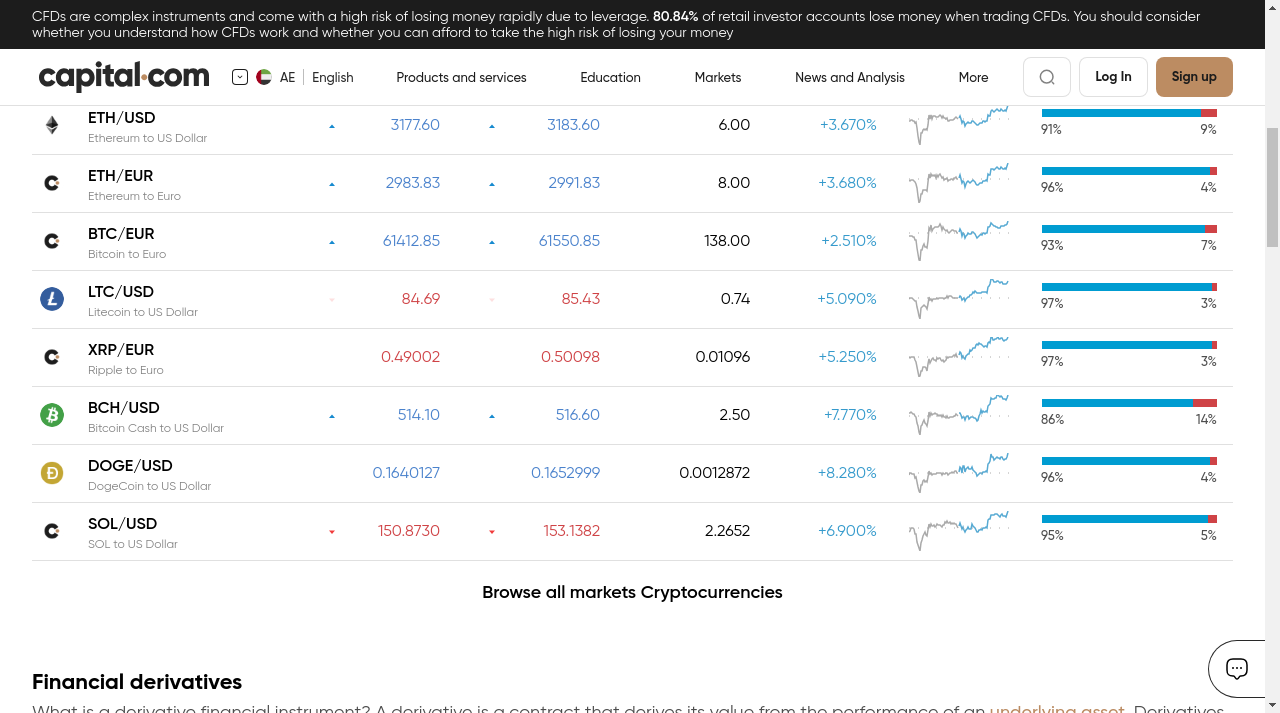 CFDs are complex instruments and come with a high risk of losing money rapidly due to leverage. 80.84% of retail investor accounts lose money when trading CFDs. You should consider
whether you understand how CFDs work and whether you can afford to take the high risk of losing your money
capital.com AE English Products and services Education Markets News and Analysis More Log In Sign up
ETH/USD 3177.60 3183.60 6.00 +3.670%
Ethereum to US Dollar 91% 9%
ETH/EUR 2983.83 2991.83 8.00 +3.680%
Ethereum to Euro 96% 4%
BTC/EUR 61412.85 61550.85 138.00 +2.510%
Bitcoin to Euro 93% 7%
LTC/USD 84.69 85.43 0.74 +5.090%
Litecoin to US Dollar 97% 3%
XRP/EUR 0.49002 0.50098 0.01096 +5.250%
Ripple to Euro 97% 3%
BCH/USD 514.10 516.60 2.50 +7.770%
Bitcoin Cash to US Dollar 86% 14%
DOGE/USD 0.1640127 0.1652999 0.0012872 +8.280%
DogeCoin to US Dollar 96% 4%
SOL/USD 150.8730 153.1382 2.2652 +6.900%
SOL to US Dollar 95% 5%
Browse all markets Cryptocurrencies
Financial derivatives
What is a derivative financial instrument? A derivative is a contract that derives its value from the performance of an underlying asset. Derivatives